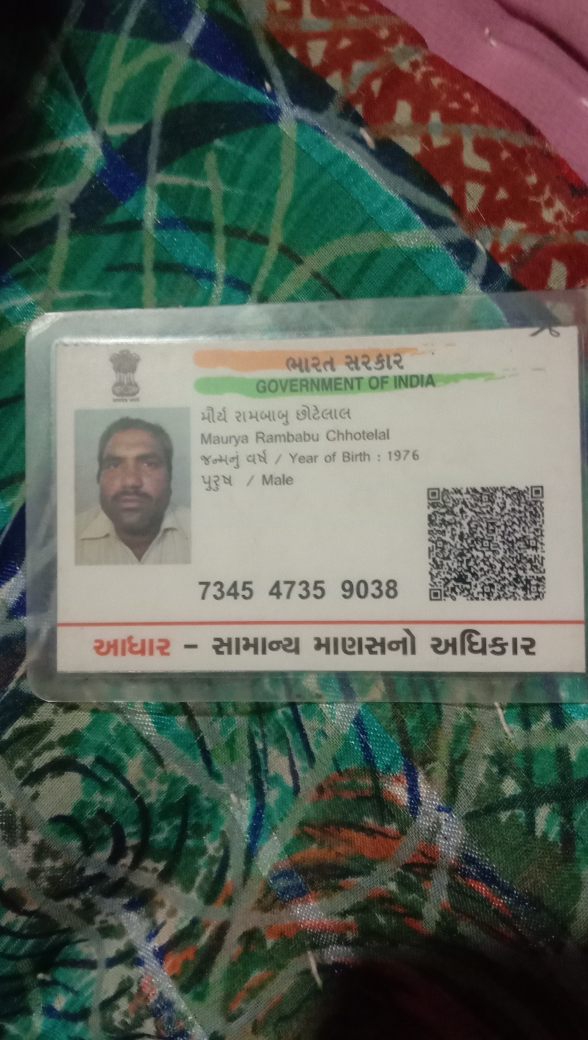 ભારત સરકાર
GOVERNMENT OF INDIA
મૌર્ય રામબાબુ છોટેલાલ
Maurya Rambabu Chhotelal
જન્મનું વર્ષ / Year of Birth : 1976
પુરુષ / Male
7345 4735 9038
આધાર – સામાન્ય માણસનો અધિકાર